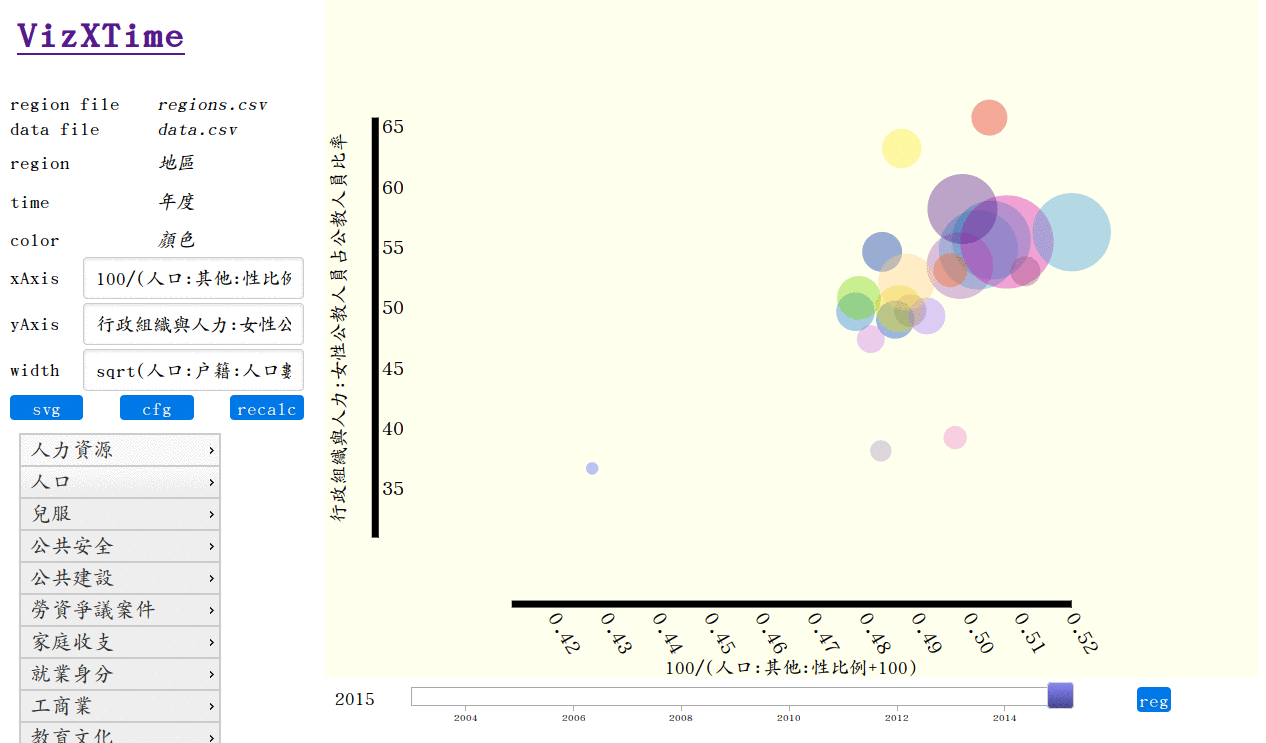 VizXTime
region file regions.csv
data file data.csv
region 地區
time 年度
color 顏色
xAxis 100/(人口:其他:性比例
yAxis 行政組織與人力:女性公
width sqrt(人口:户籍:人口數
svg cfg recalc
人力資源 ›
人口 ›
兒服 ›
公共安全 ›
公共建設 ›
勞資爭議案件 ›
家庭收支 ›
就業身分 ›
工商業 ›
教育文化 ›
行政組織與人力:女性公教人員占公教人員比率
65
60
55
50
45
40
35
0.42 0.43 0.44 0.45 0.46 0.47 0.48 0.49 0.50 0.51 0.52
100/(人口:其他:性比例+100)
2015
reg
2004 2006 2008 2010 2012 2014